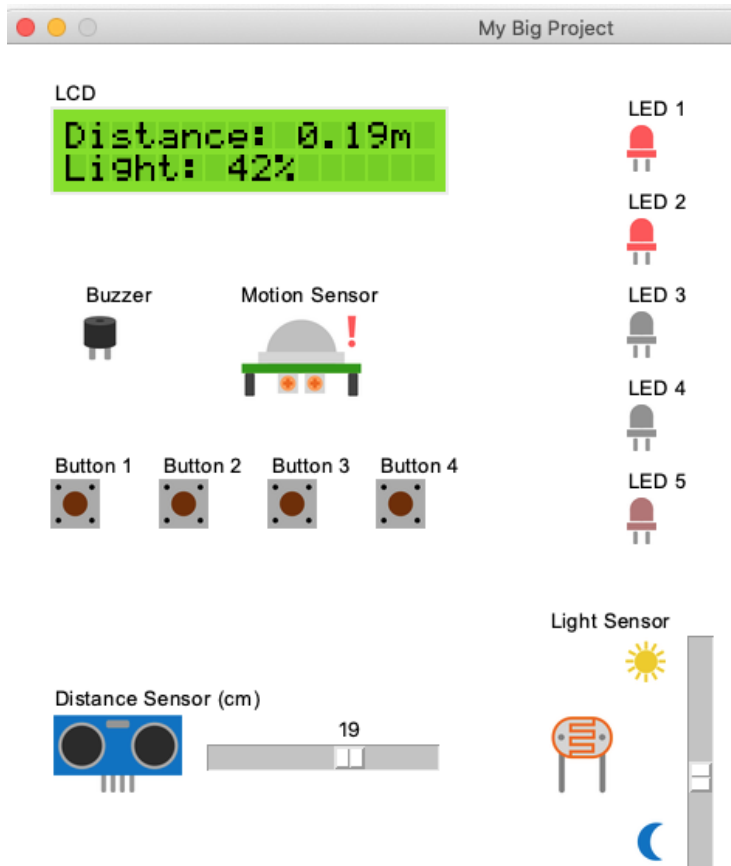 My Big Project
LCD
Distance: 0.19m
Light: 42%
LED 1
LED 2
Buzzer
Motion Sensor
!
LED 3
LED 4
Button 1
Button 2
Button 3
Button 4
LED 5
Light Sensor
Distance Sensor (cm)
19